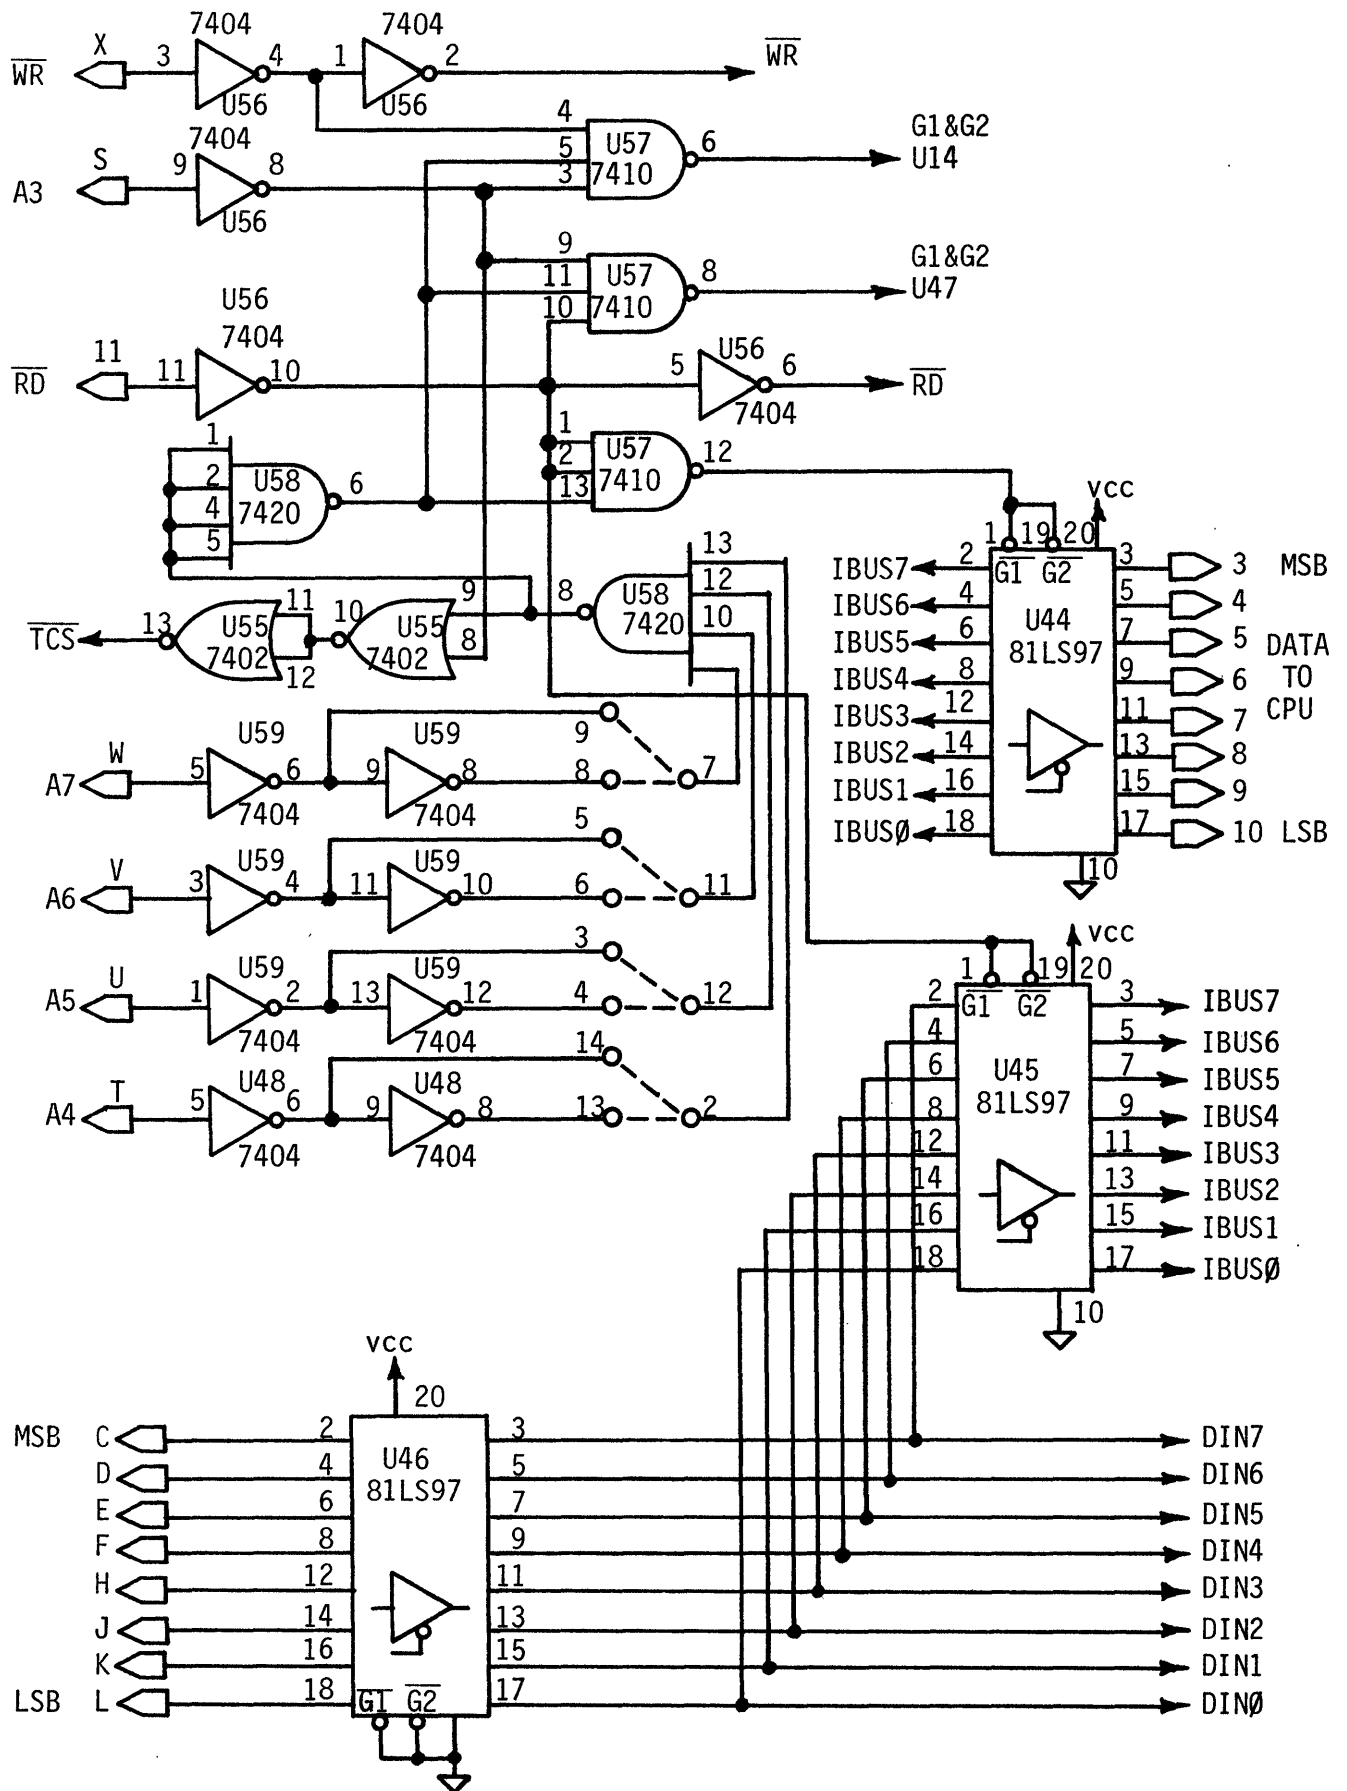 7404 7404
X 3 4 1 2 WR
WR
U56 U56
7404
4 G1&G2
S 9 8 5 U57 6 U14
A3 3 7410
U56
9 G1&G2
11 U57 8 U47
10 7410
U56
7404
11 11 10 5 U56 6 RD
RD
7404
1 1 U57 12
2 U58 6 2 7410
4 7420 13
5
vcc
1 19 20
13
12
10
G1 G2
U44
81LS97
IBUS7 2 3 3 MSB
IBUS6 4 5 4
IBUS5 6 7 5 DATA
IBUS4 8 9 6 TO
IBUS3 12 11 7 CPU
IBUS2 14 13 8
IBUS1 16 15 9
IBUSØ 18 17 10 LSB
10
9 8 U58
7420
TCS 13 U55 11 10 U55 8
7402 12 7402
W U59 U59 9
A7 5 6 9 8 8 7
7404 7404
V U59 U59 5
A6 3 4 11 10 6 11
7404 7404
U U59 U59 3
A5 1 2 13 12 4 12
7404 7404
T U48 U48 14
A4 5 6 9 8 13 2
7404 7404
vcc
1 19 20
G1 G2
U45
81LS97
2 3 IBUS7
4 5 IBUS6
6 7 IBUS5
8 9 IBUS4
12 11 IBUS3
14 13 IBUS2
16 15 IBUS1
18 17 IBUSØ
10
vcc
20
U46
81LS97
MSB C 2 3 DIN7
D 4 5 DIN6
E 6 7 DIN5
F 8 9 DIN4
H 12 11 DIN3
J 14 13 DIN2
K 16 15 DIN1
LSB L 18 G1 G2 17 DINØ